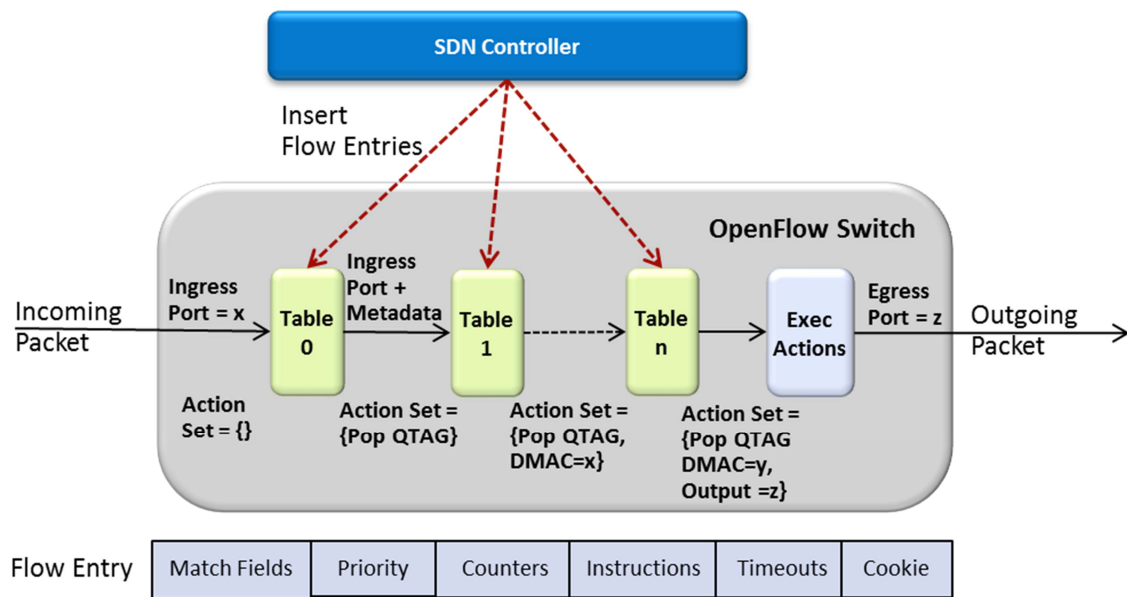 SDN Controller
Insert
Flow Entries
OpenFlow Switch
Incoming
Packet
Ingress
Port = x
Table
0
Ingress
Port +
Metadata
Table
1
Table
n
Exec
Actions
Egress
Port = z
Outgoing
Packet
Action
Set = {}
Action Set =
{Pop QTAG}
Action Set =
{Pop QTAG,
DMAC=x}
Action Set =
{Pop QTAG
DMAC=y,
Output =z}
Flow Entry
Match Fields
Priority
Counters
Instructions
Timeouts
Cookie